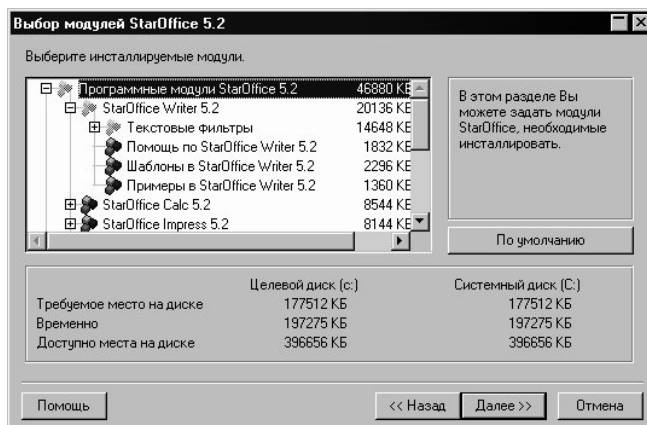 Выбор модулей StarOffice 5.2
Выберите инсталлируемые модули.
Программные модули StarOffice 5.2 46880 КБ
StarOffice Writer 5.2 20136 КБ
Текстовые фильтры 14648 КБ
Помощь по StarOffice Writer 5.2 1832 КБ
Шаблоны в StarOffice Writer 5.2 2296 КБ
Примеры в StarOffice Writer 5.2 1360 КБ
StarOffice Calc 5.2 8544 КБ
StarOffice Impress 5.2 8144 КБ
В этом разделе Вы
можете задать модули
StarOffice, необходимые
инсталлировать.
По умолчанию
Целевой диск (c:) Системный диск (C:)
Требуемое место на диске 177512 КБ 177512 КБ
Временно 197275 КБ 197275 КБ
Доступно места на диске 396656 КБ 396656 КБ
Помощь << Назад Далее >> Отмена